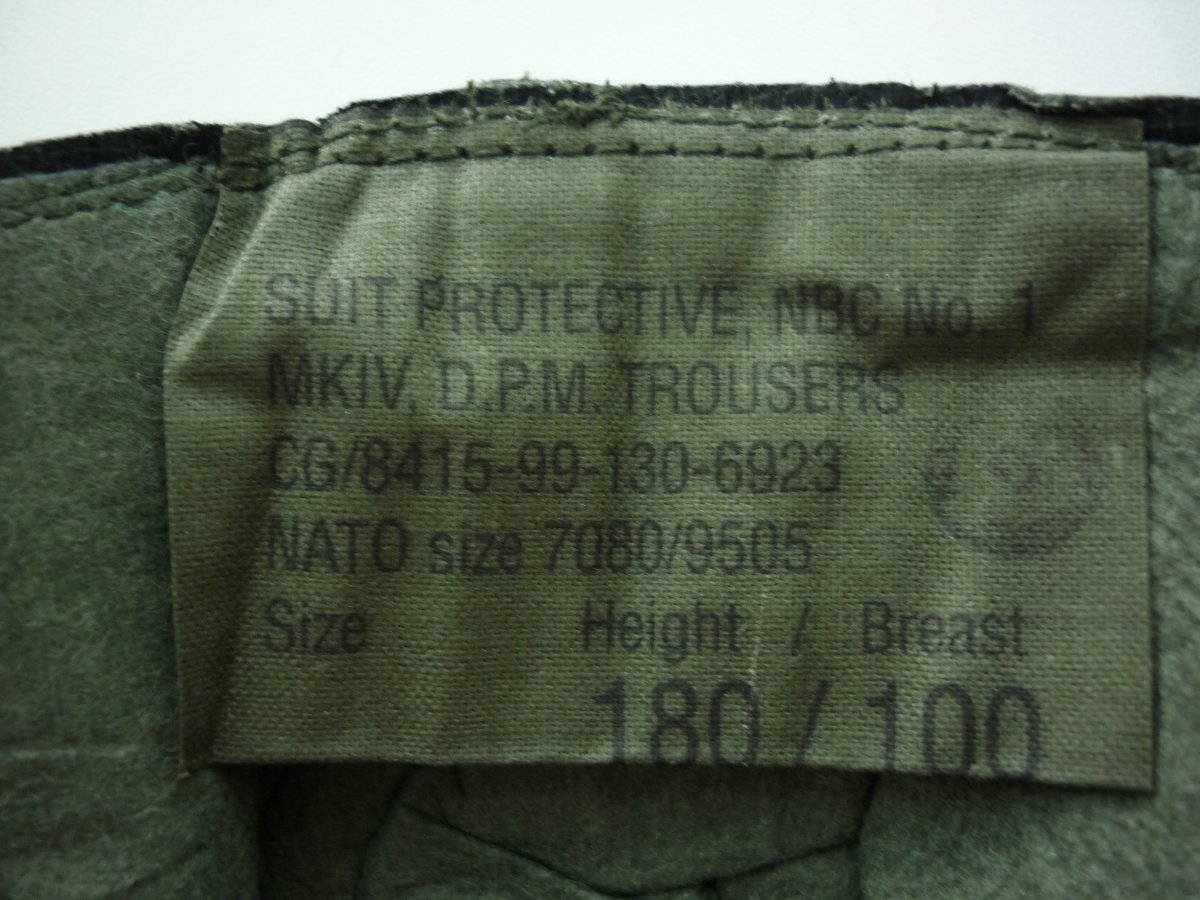 SUIT PROTECTIVE, NBC No. 1
MKIV, D.P.M. TROUSERS
CG/8415-99-130-6923
NATO size 7080/9505
Size Height / Breast
180 / 100